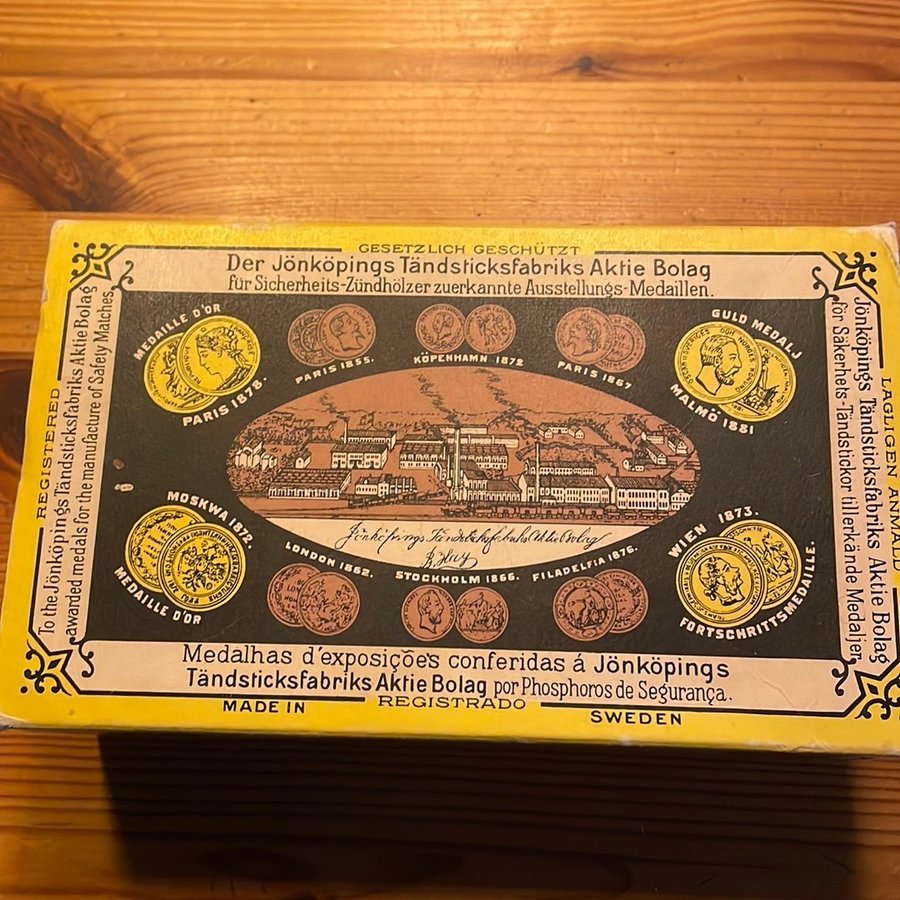 GESETZLICH GESCHÜTZT
Der Jönköpings Tändsticksfabriks Aktie Bolag
für Sicherheits-Zündhölzer zuerkannte Ausstellungs-Medaillen.
REGISTERED
To the Jönköpings Tändsticksfabriks Aktie Bolag
awarded medals for the manufacture of Safety Matches
MEDAILLE D'OR
PARIS 1878.
PARIS 1855.
KÖPENHAMN 1872
PARIS 1867
GULD MEDALJ
MALMÖ 1881
LAGLIGEN ANMÄLD
Jönköpings Tändsticksfabriks Aktie Bolag
för Säkerhets-Tändstickor tillerkände Medaljer.
Jönköpings Tändsticksfabriks Aktie Bolag
MOSKWA 1872.
MEDAILLE D'OR
LONDON 1862.
STOCKHOLM 1866.
FILADELFIA 1876.
WIEN 1873.
FORTSCHRITTSMEDAILLE.
Medalhas d'exposições conferidas á Jönköpings
Tändsticksfabriks Aktie Bolag por Phosphoros de Segurança.
MADE IN
REGISTRADO
SWEDEN